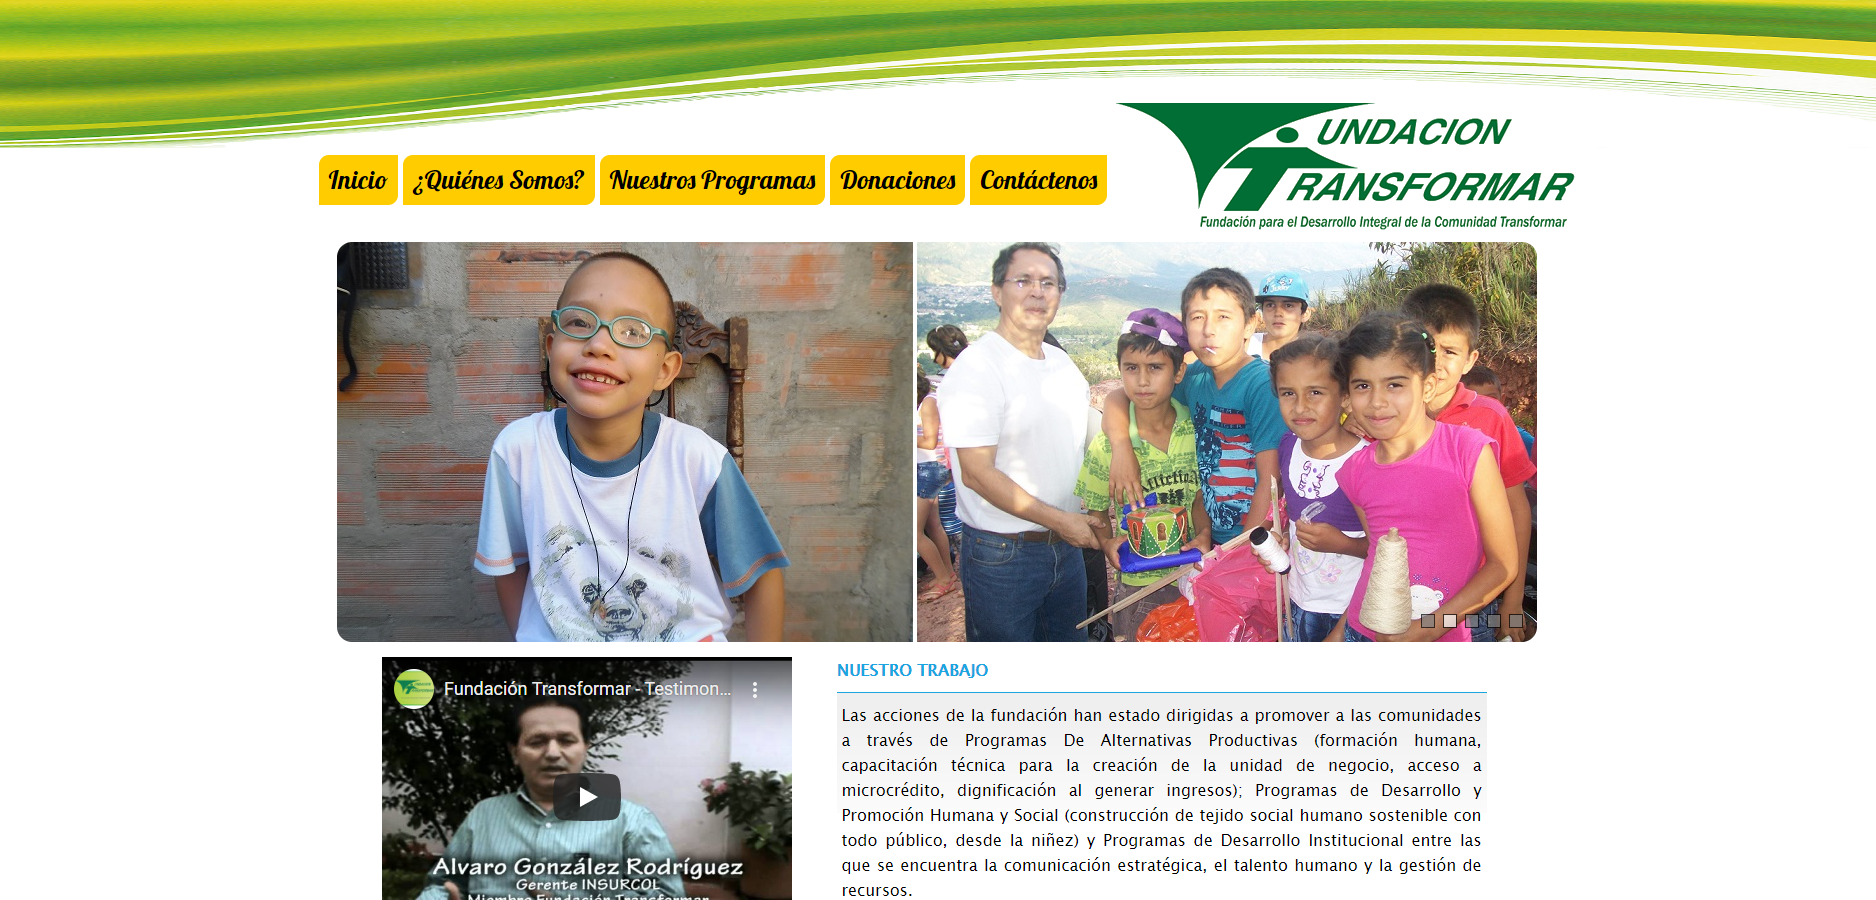 Inicio
¿Quiénes Somos?
Nuestros Programas
Donaciones
Contáctenos
FUNDACION
TRANSFORMAR
Fundación para el Desarrollo Integral de la Comunidad Transformar
Fundación Transformar - Testimon...
Alvaro González Rodríguez
Gerente INSURCOL
Miembro Fundación Transformar
NUESTRO TRABAJO
Las acciones de la fundación han estado dirigidas a promover a las comunidades
a través de Programas De Alternativas Productivas (formación humana,
capacitación técnica para la creación de la unidad de negocio, acceso a
microcrédito, dignificación al generar ingresos); Programas de Desarrollo y
Promoción Humana y Social (construcción de tejido social humano sostenible con
todo público, desde la niñez) y Programas de Desarrollo Institucional entre las
que se encuentra la comunicación estratégica, el talento humano y la gestión de
recursos.